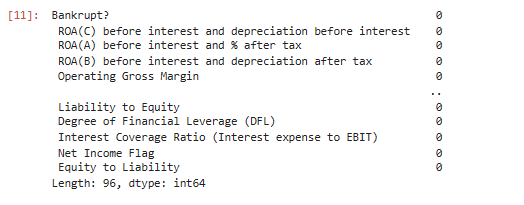 [11]: Bankrupt? 0
ROA(C) before interest and depreciation before interest 0
ROA(A) before interest and % after tax 0
ROA(B) before interest and depreciation after tax 0
Operating Gross Margin 0
..
Liability to Equity 0
Degree of Financial Leverage (DFL) 0
Interest Coverage Ratio (Interest expense to EBIT) 0
Net Income Flag 0
Equity to Liability 0
Length: 96, dtype: int64